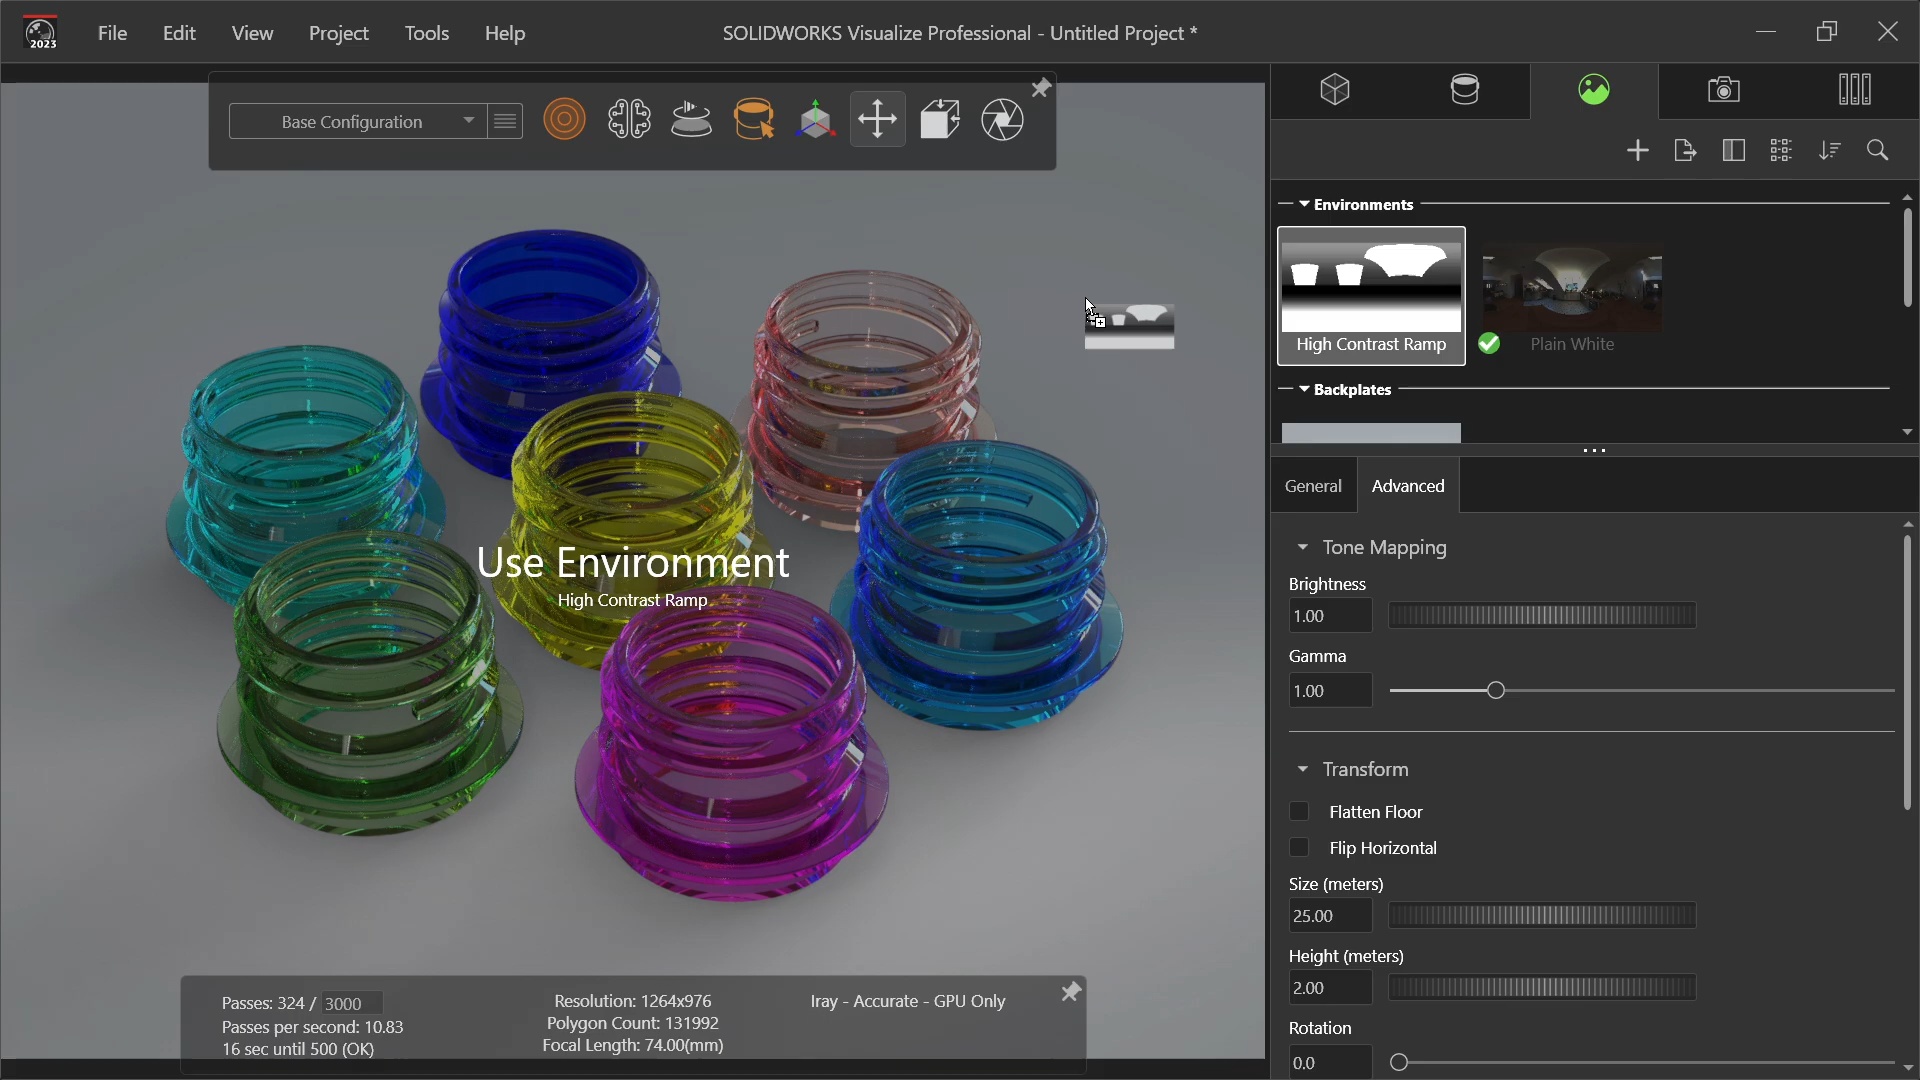 2023
File Edit View Project Tools Help
SOLIDWORKS Visualize Professional - Untitled Project *
Base Configuration
Environments
High Contrast Ramp
Plain White
Backplates
Use Environment
High Contrast Ramp
General Advanced
Tone Mapping
Brightness
1.00
Gamma
1.00
Transform
Flatten Floor
Flip Horizontal
Size (meters)
25.00
Height (meters)
2.00
Rotation
0.0
Passes: 324 / 3000
Passes per second: 10.83
16 sec until 500 (OK)
Resolution: 1264x976
Polygon Count: 131992
Focal Length: 74.00(mm)
Iray - Accurate - GPU Only